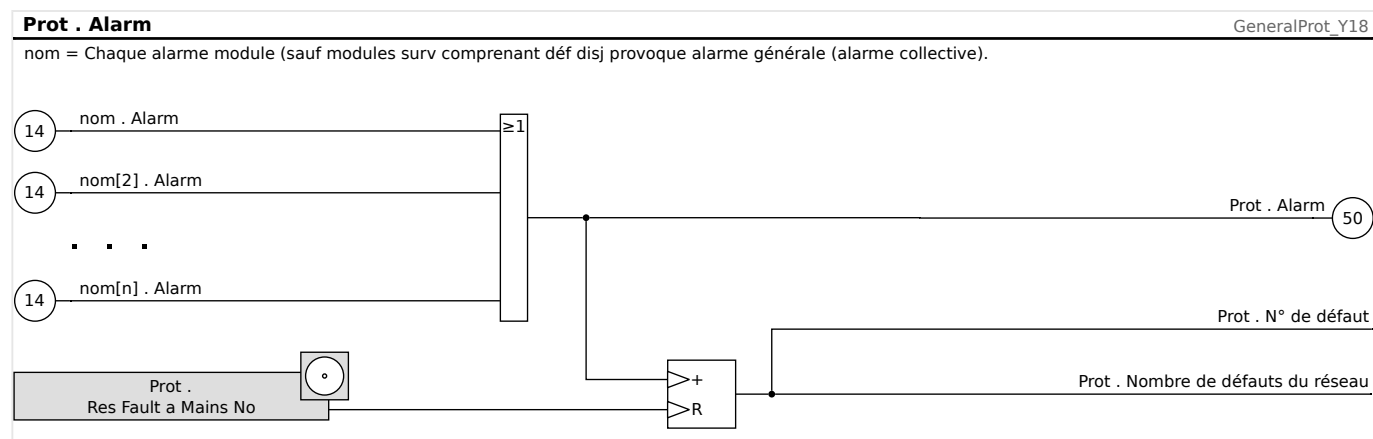 Prot . Alarm
GeneralProt_Y18
nom = Chaque alarme module (sauf modules surv comprenant déf disj provoque alarme générale (alarme collective).
14
nom . Alarm
≥1
14
nom[2] . Alarm
Prot . Alarm
50
. . .
14
nom[n] . Alarm
Prot . N° de défaut
Prot .
Res Fault a Mains No
+
R
Prot . Nombre de défauts du réseau